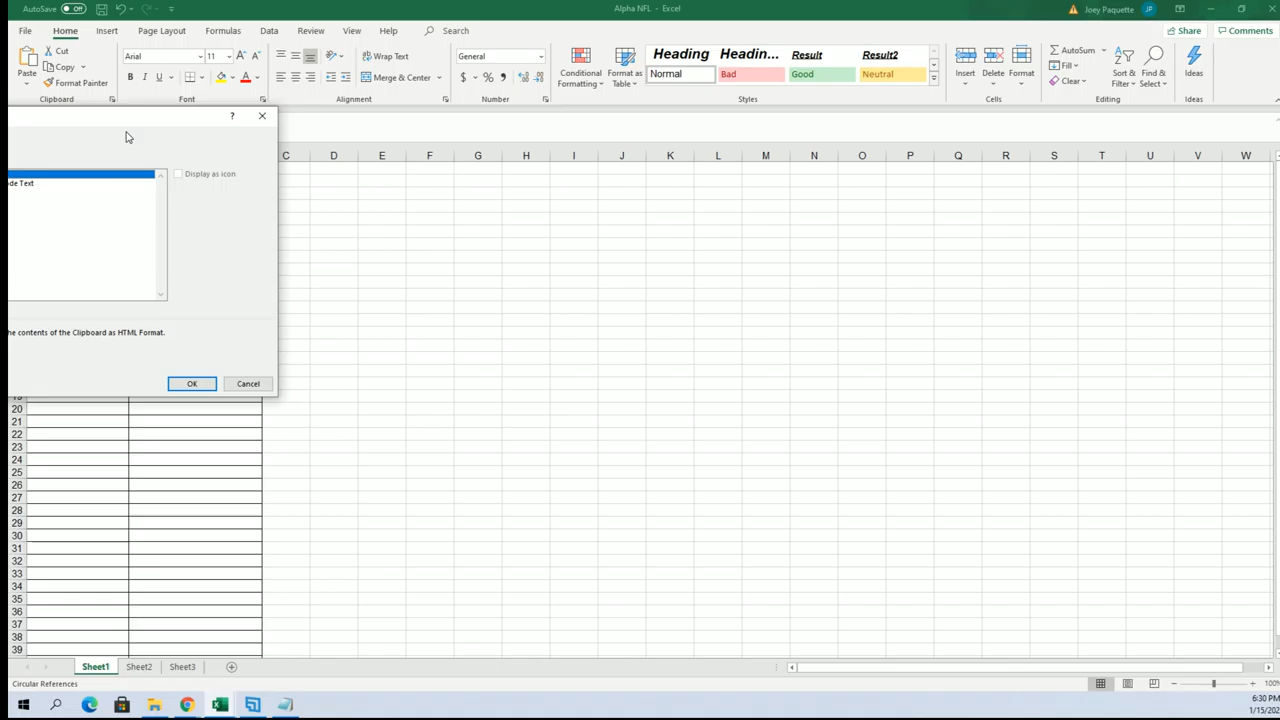 AutoSave Off Alpha NFL - Excel Joey Paquette JP
File Home Insert Page Layout Formulas Data Review View Help Search Share Comments
Paste Cut Copy Format Painter Clipboard
Arial 11 A A B I U A Font
Wrap Text Merge & Center Alignment
General $ % Number
Conditional Formatting Format as Table
Heading Headin... Result Result2
Normal Bad Good Neutral
Styles
Insert Delete Format Cells
AutoSum Fill Clear Sort & Filter Find & Select Editing
Ideas Ideas
?
Display as icon
ode Text
he contents of the Clipboard as HTML Format.
OK Cancel
C D E F G H I J K L M N O P Q R S T U V W
19
20
21
22
23
24
25
26
27
28
29
30
31
32
33
34
35
36
37
38
39
Sheet1 Sheet2 Sheet3
Circular References 100%
6:30 PM
1/15/202